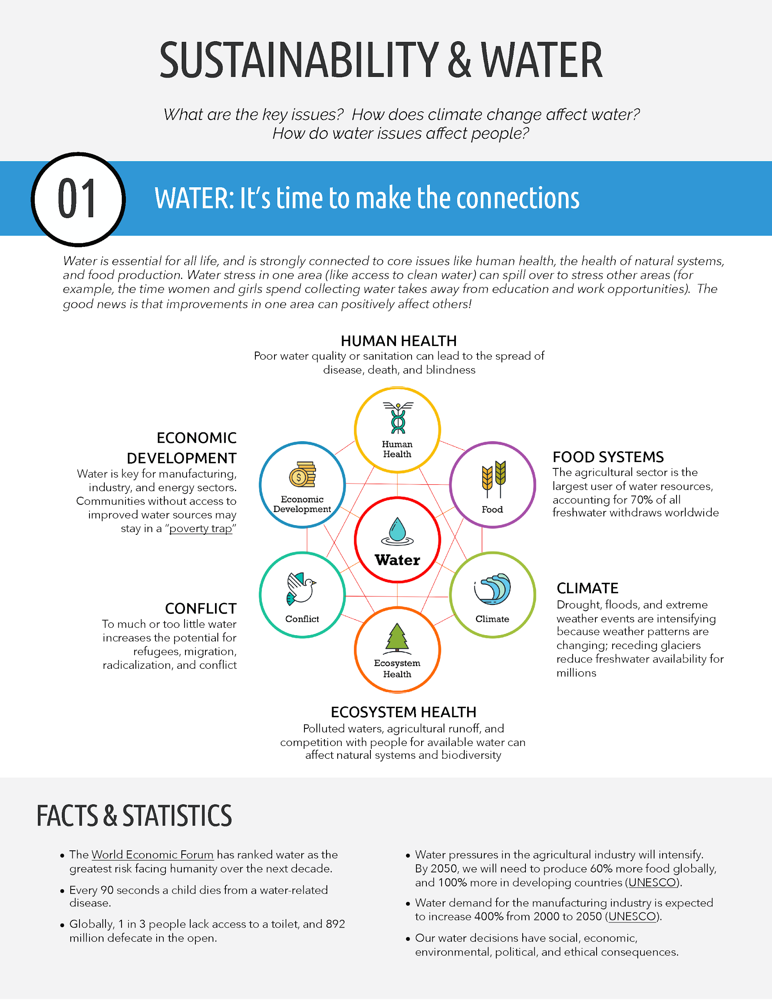 SUSTAINABILITY & WATER
What are the key issues?  How does climate change affect water?
How do water issues affect people?
01
WATER: It's time to make the connections
Water is essential for all life, and is strongly connected to core issues like human health, the health of natural systems,
and food production. Water stress in one area (like access to clean water) can spill over to stress other areas (for
example, the time women and girls spend collecting water takes away from education and work opportunities).  The
good news is that improvements in one area can positively affect others!
HUMAN HEALTH
Poor water quality or sanitation can lead to the spread of
disease, death, and blindness
Human
Health
ECONOMIC
DEVELOPMENT
Water is key for manufacturing,
industry, and energy sectors.
Communities without access to
improved water sources may
stay in a "poverty trap"
Economic
Development
Food
FOOD SYSTEMS
The agricultural sector is the
largest user of water resources,
accounting for 70% of all
freshwater withdraws worldwide
Water
CONFLICT
To much or too little water
increases the potential for
refugees, migration,
radicalization, and conflict
Conflict
Climate
CLIMATE
Drought, floods, and extreme
weather events are intensifying
because weather patterns are
changing; receding glaciers
reduce freshwater availability for
millions
Ecosystem
Health
ECOSYSTEM HEALTH
Polluted waters, agricultural runoff, and
competition with people for available water can
affect natural systems and biodiversity
FACTS & STATISTICS
• The World Economic Forum has ranked water as the
greatest risk facing humanity over the next decade.
• Every 90 seconds a child dies from a water-related
disease.
• Globally, 1 in 3 people lack access to a toilet, and 892
million defecate in the open.
• Water pressures in the agricultural industry will intensify.
By 2050, we will need to produce 60% more food globally,
and 100% more in developing countries (UNESCO).
• Water demand for the manufacturing industry is expected
to increase 400% from 2000 to 2050 (UNESCO).
• Our water decisions have social, economic,
environmental, political, and ethical consequences.